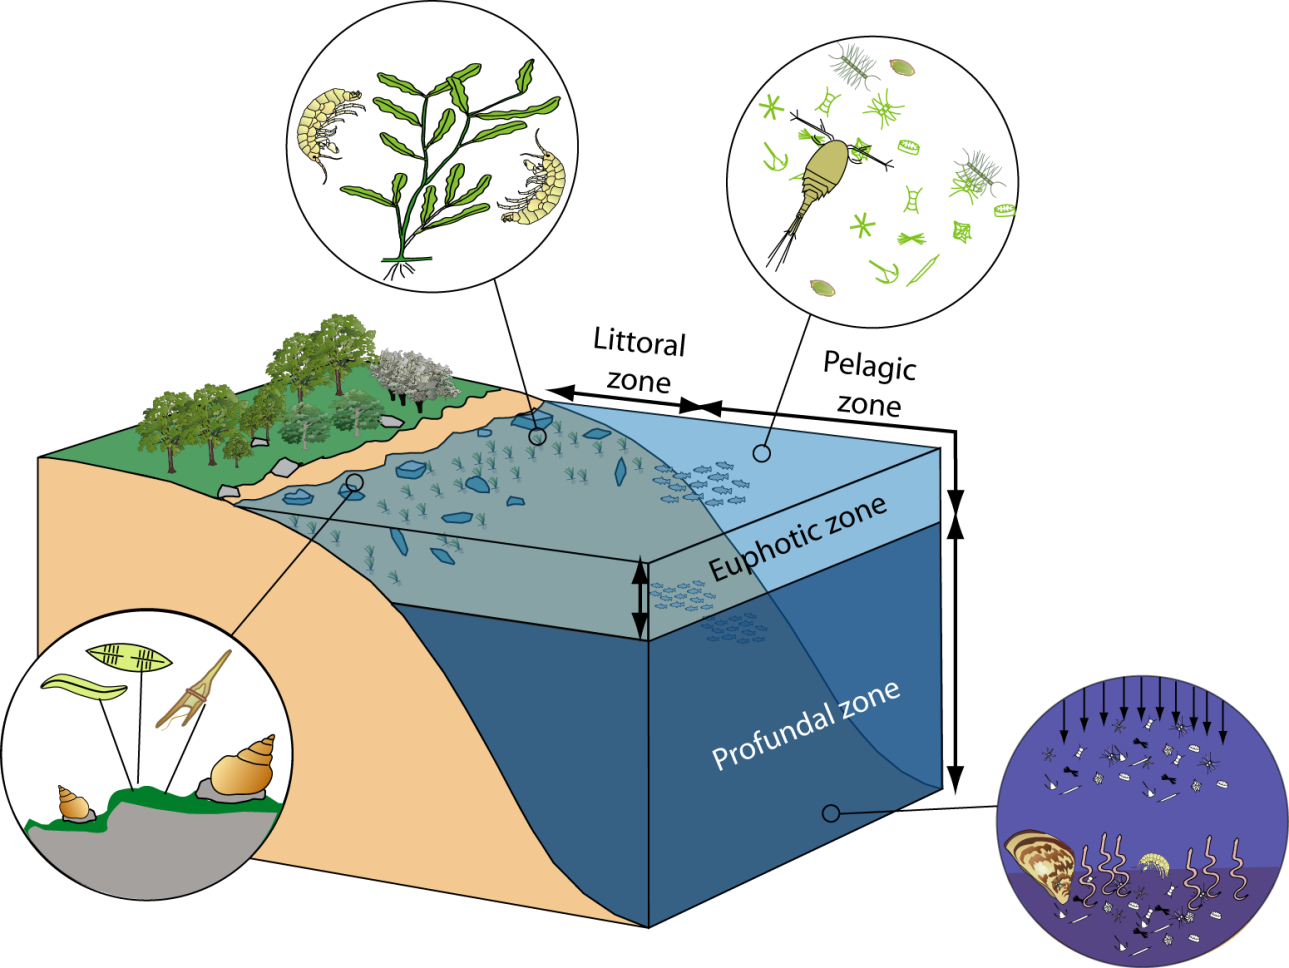 Littoral
zone
Pelagic
zone
Euphotic zone
Profundal zone